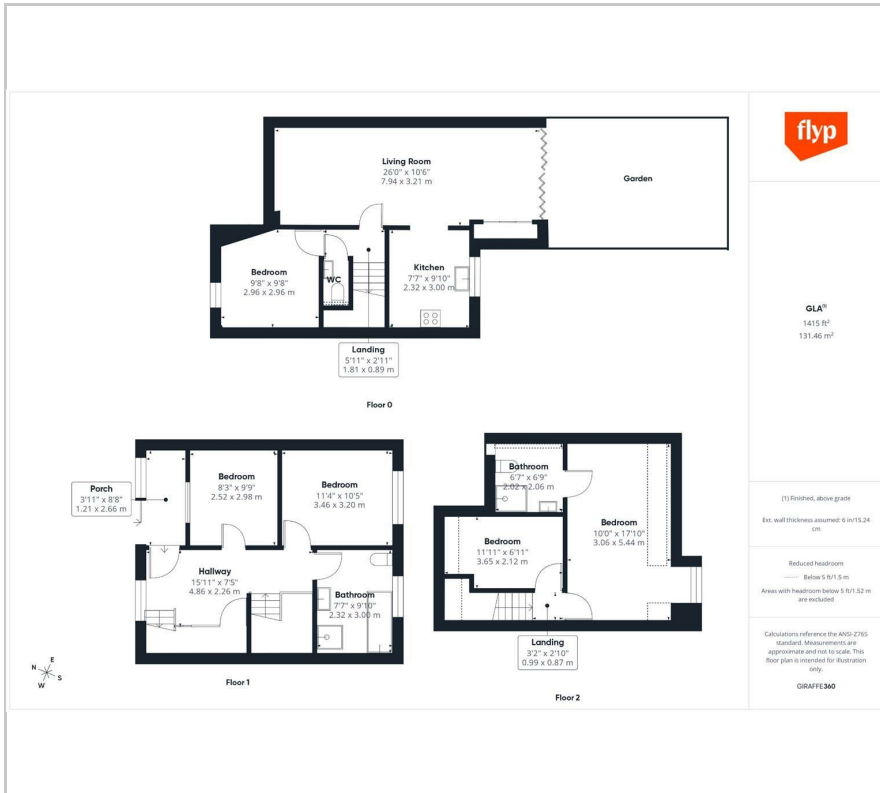 flyp
Living Room
26'0" x 10'6"
7.94 x 3.21 m
Garden
Bedroom
9'8" x 9'8"
2.96 x 2.96 m
WC
Kitchen
7'7" x 9'10"
2.32 x 3.00 m
Landing
5'11" x 2'11"
1.81 x 0.89 m
Floor 0
GLA⁽¹⁾
1415 ft²
131.46 m²
Porch
3'11" x 8'8"
1.21 x 2.66 m
Bedroom
8'3" x 9'9"
2.52 x 2.98 m
Bedroom
11'4" x 10'5"
3.46 x 3.20 m
Hallway
15'11" x 7'5"
4.86 x 2.26 m
Bathroom
7'7" x 9'10"
2.32 x 3.00 m
Floor 1
N
E
S
W
Bathroom
6'7" x 6'9"
2.02 x 2.06 m
Bedroom
11'11" x 6'11"
3.65 x 2.12 m
Bedroom
10'0" x 17'10"
3.06 x 5.44 m
Landing
3'2" x 2'10"
0.99 x 0.87 m
Floor 2
(1) Finished, above grade
Ext. wall thickness assumed: 6 in/15.24
cm
Reduced headroom
Below 5 ft/1.5 m
Areas with headroom below 5 ft/1.52 m
are excluded
Calculations reference the ANSI-Z765
standard. Measurements are
approximate and not to scale. This
floor plan is intended for illustration
only.
GIRAFFE360